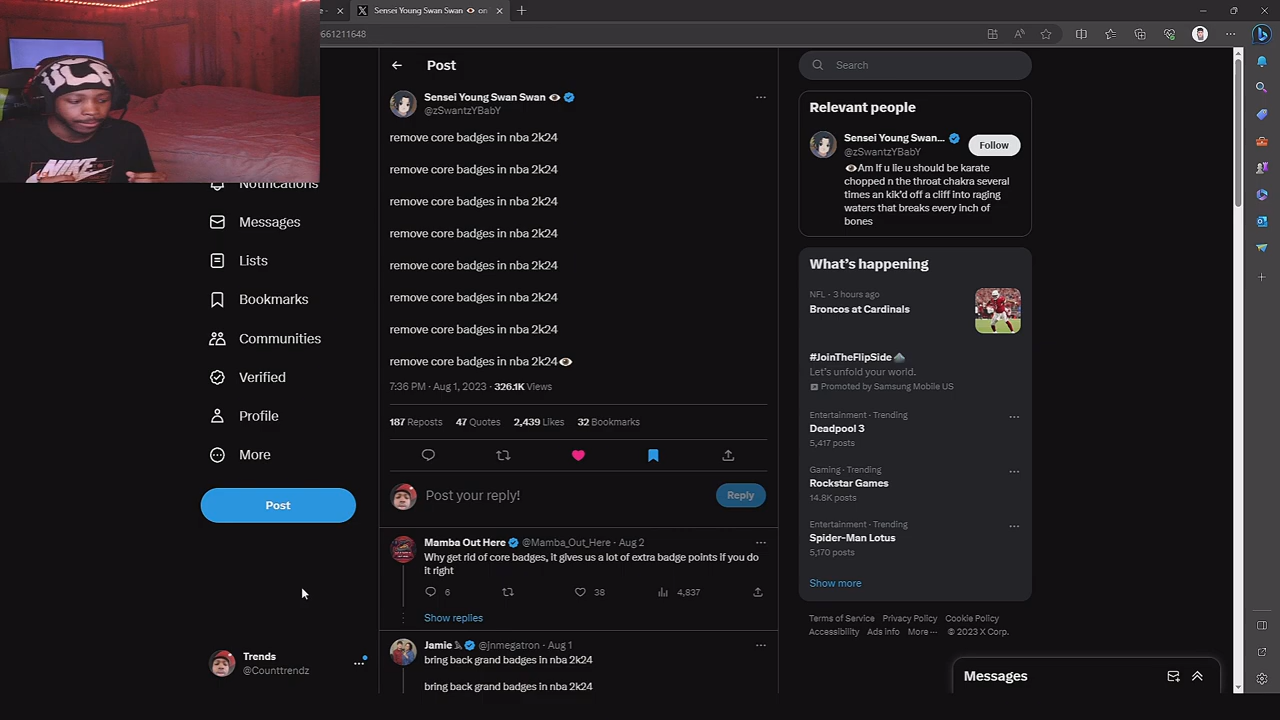 Sensei Young Swan Swan 👁 on
661211648
NIKE
Notifications
Messages
Lists
Bookmarks
Communities
Verified
Profile
More
Post
Trends
@Counttrendz
Post
Sensei Young Swan Swan 👁
@zSwantzYBabY
remove core badges in nba 2k24
remove core badges in nba 2k24
remove core badges in nba 2k24
remove core badges in nba 2k24
remove core badges in nba 2k24
remove core badges in nba 2k24
remove core badges in nba 2k24
remove core badges in nba 2k24👁
7:36 PM · Aug 1, 2023 · 326.1K Views
187 Reposts 47 Quotes 2,439 Likes 32 Bookmarks
Post your reply!
Reply
Mamba Out Here @Mamba_Out_Here · Aug 2
Why get rid of core badges, it gives us a lot of extra badge points if you do
it right
6 38 4,837
Show replies
Jamie @Jnmegatron · Aug 1
bring back grand badges in nba 2k24
bring back grand badges in nba 2k24
Search
Relevant people
Sensei Young Swan...
@zSwantzYBabY
Follow
👁Am If u lie u should be karate
chopped n the throat chakra several
times an kik'd off a cliff into raging
waters that breaks every inch of
bones
What's happening
NFL · 3 hours ago
Broncos at Cardinals
#JoinTheFlipSide
Let's unfold your world.
Promoted by Samsung Mobile US
Entertainment · Trending
Deadpool 3
5,417 posts
Gaming · Trending
Rockstar Games
14.8K posts
Entertainment · Trending
Spider-Man Lotus
5,170 posts
Show more
Terms of Service Privacy Policy Cookie Policy
Accessibility Ads info More ··· © 2023 X Corp.
Messages